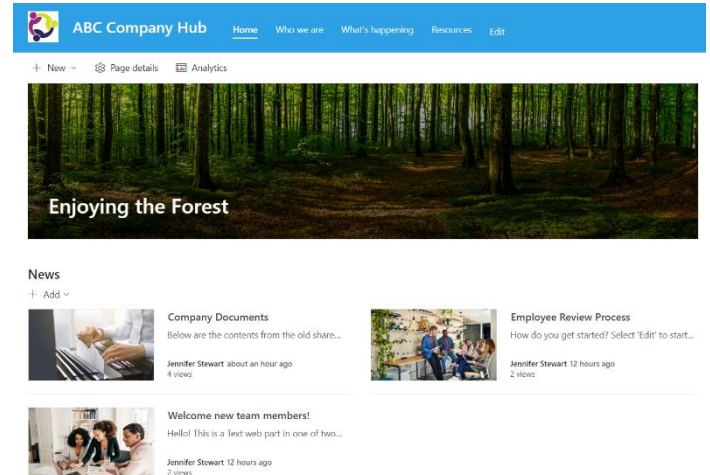 ABC Company Hub
Home Who we are What's happening Resources Edit
+ New Page details Analytics
Enjoying the Forest
News
+ Add
Company Documents
Below are the contents from the old share...
Jennifer Stewart about an hour ago
4 views
Employee Review Process
How do you get started? Select 'Edit' to start...
Jennifer Stewart 12 hours ago
2 views
Welcome new team members!
Hello! This is a Text web part in one of two...
Jennifer Stewart 12 hours ago
2 views